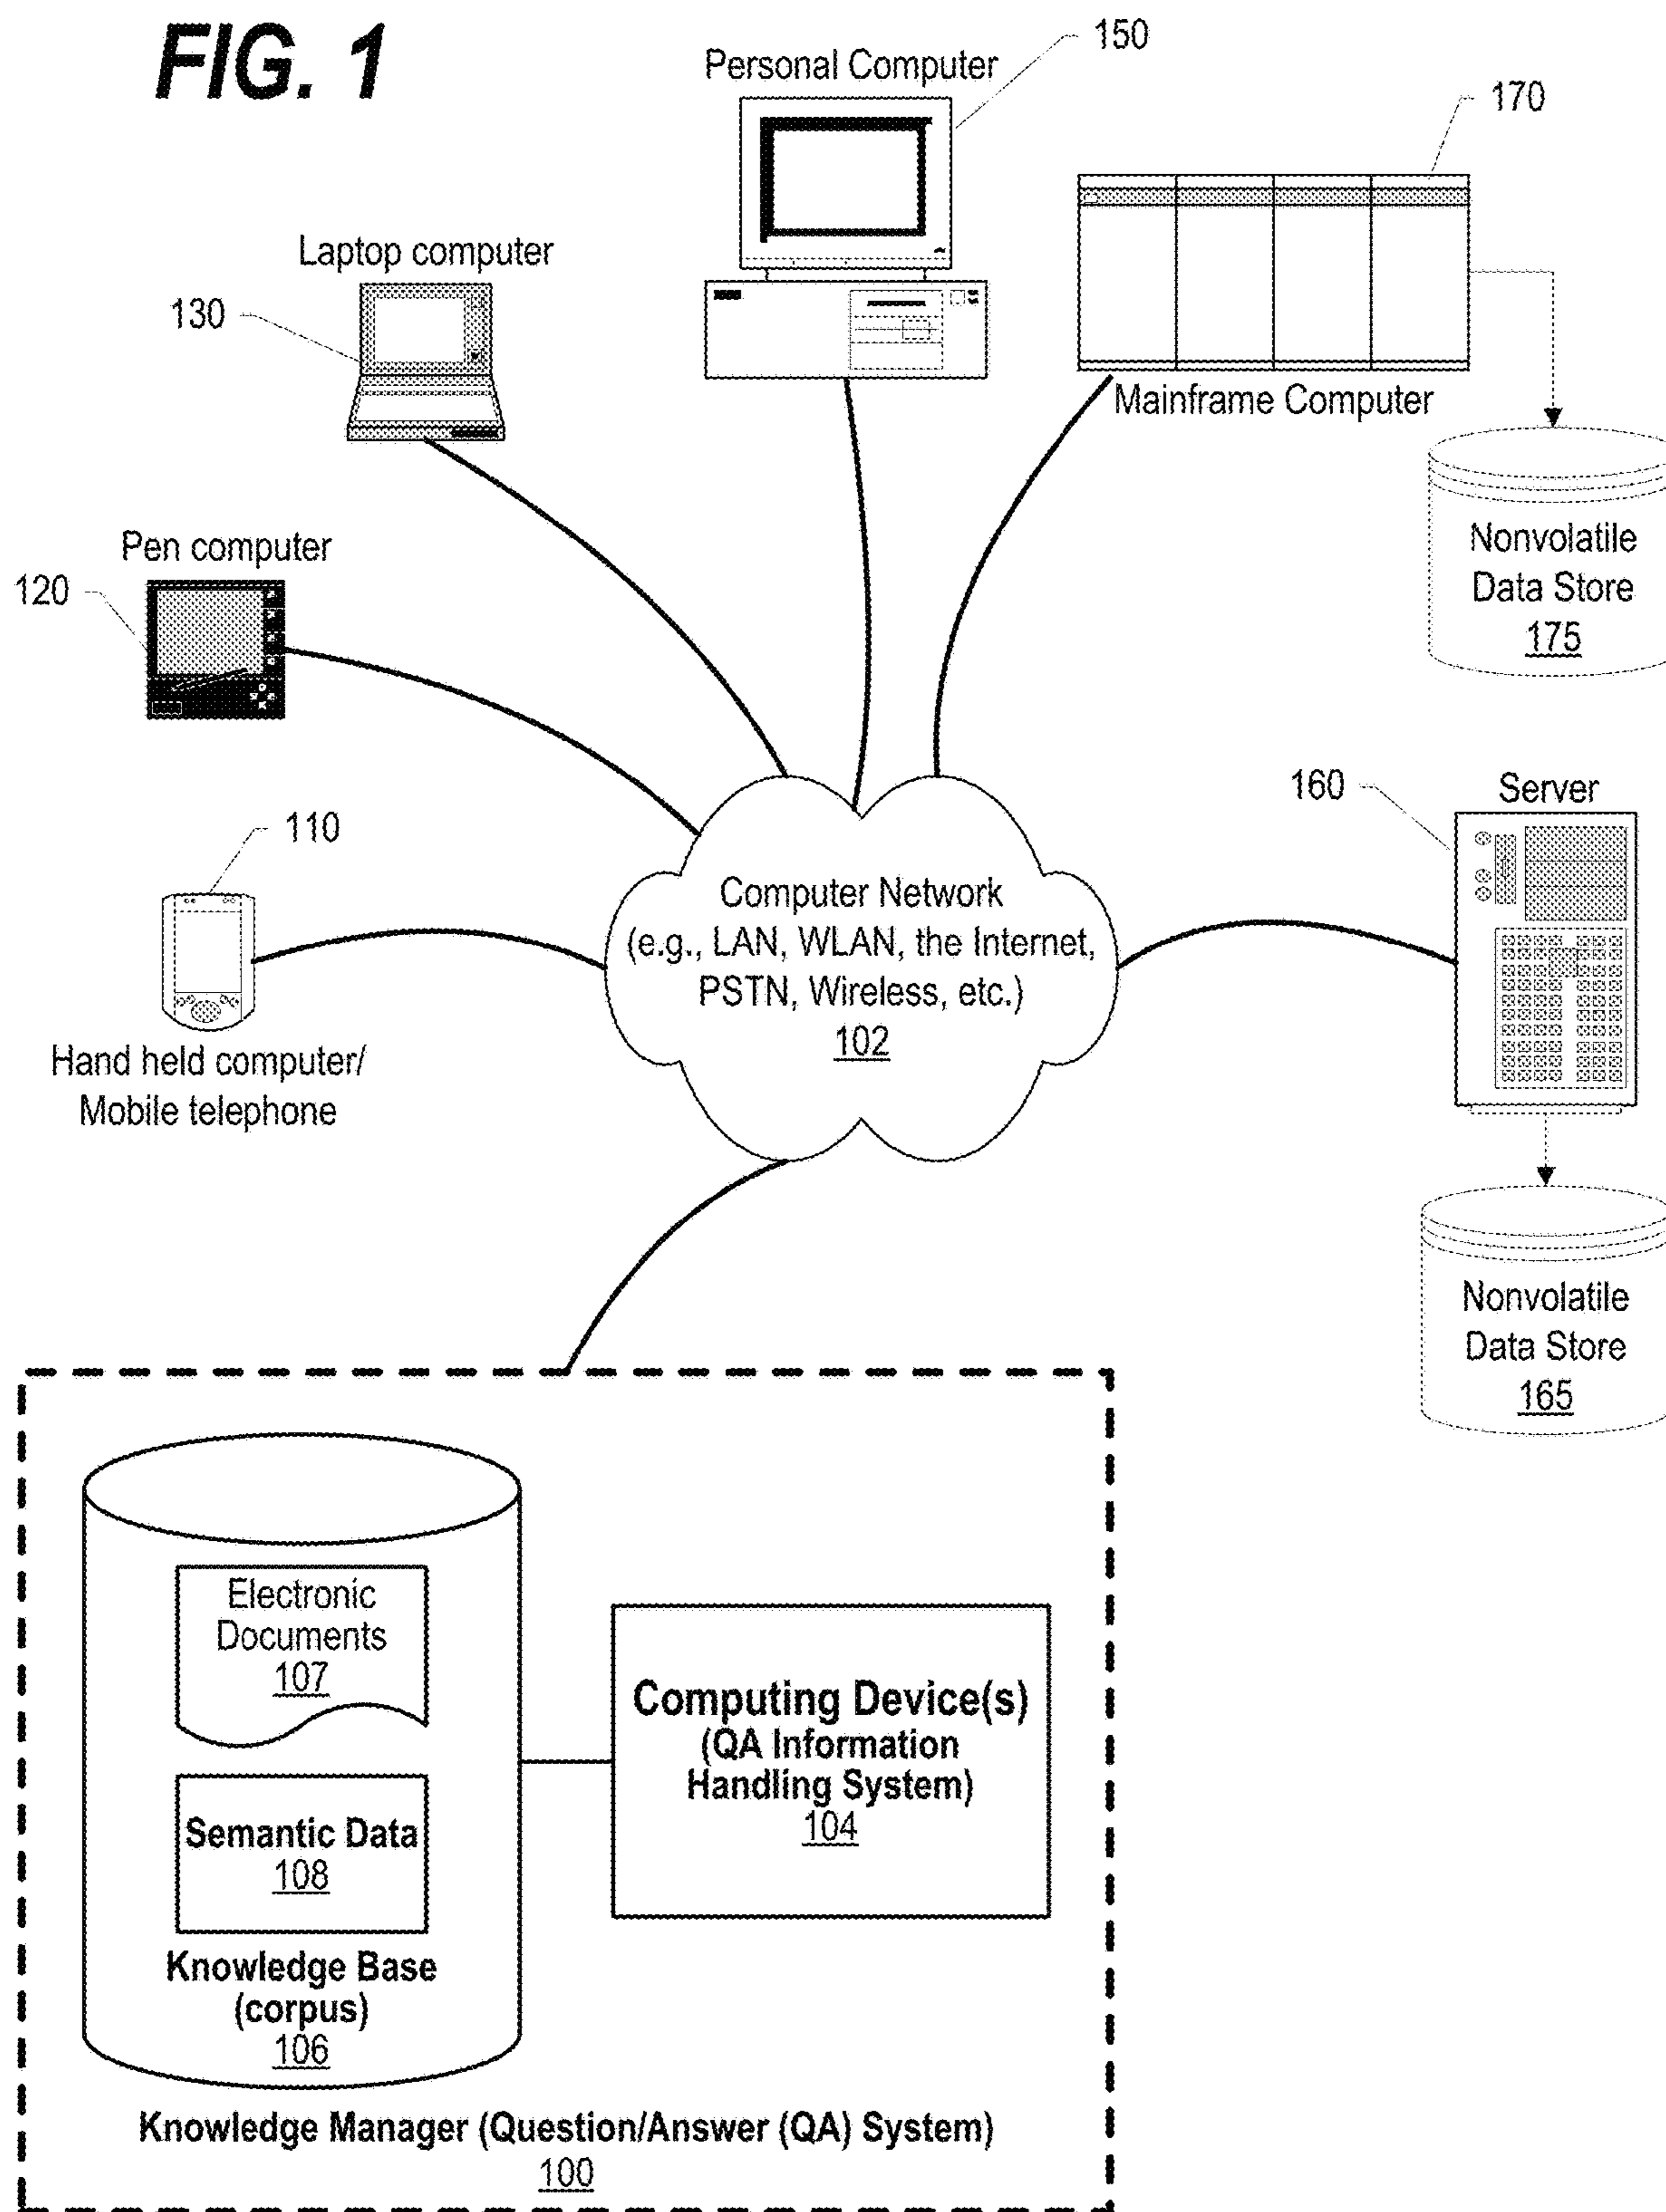 FIG. 1
Personal Computer
150
170
Laptop computer
130
Mainframe Computer
Nonvolatile
Data Store
175
Pen computer
120
160
Server
110
Computer Network
(e.g., LAN, WLAN, the Internet,
PSTN, Wireless, etc.)
102
Hand held computer/
Mobile telephone
Nonvolatile
Data Store
165
Electronic
Documents
107
Computing Device(s)
(QA Information
Handling System)
104
Semantic Data
108
Knowledge Base
(corpus)
106
Knowledge Manager (Question/Answer (QA) System)
100